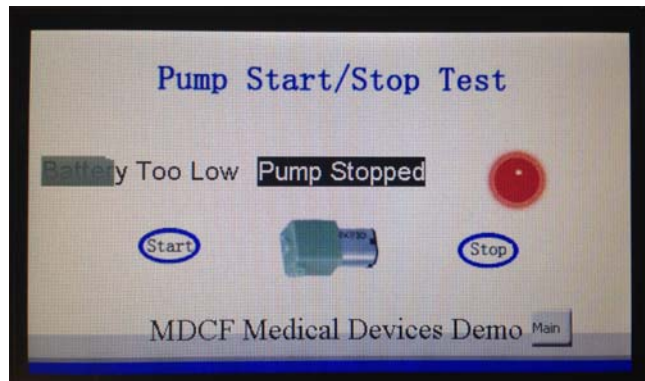 Pump Start/Stop Test
Battery Too Low Pump Stopped
Start Stop
MDCF Medical Devices Demo Main